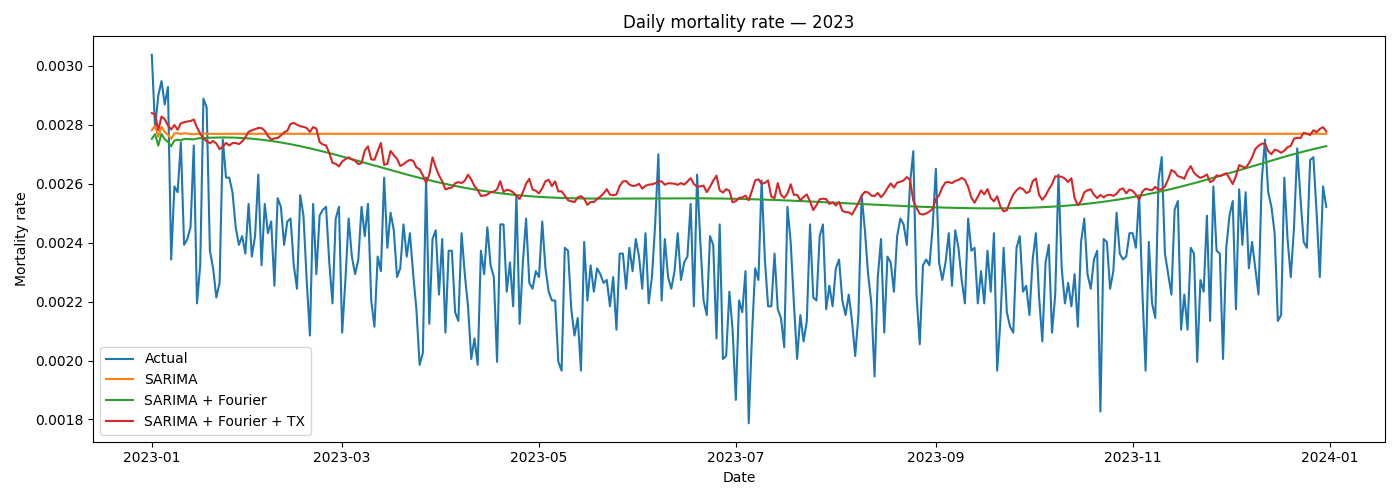 Daily mortality rate — 2023
Mortality rate
0.0030
0.0028
0.0026
0.0024
0.0022
0.0020
0.0018
Actual
SARIMA
SARIMA + Fourier
SARIMA + Fourier + TX
2023-01 2023-03 2023-05 2023-07 2023-09 2023-11 2024-01
Date